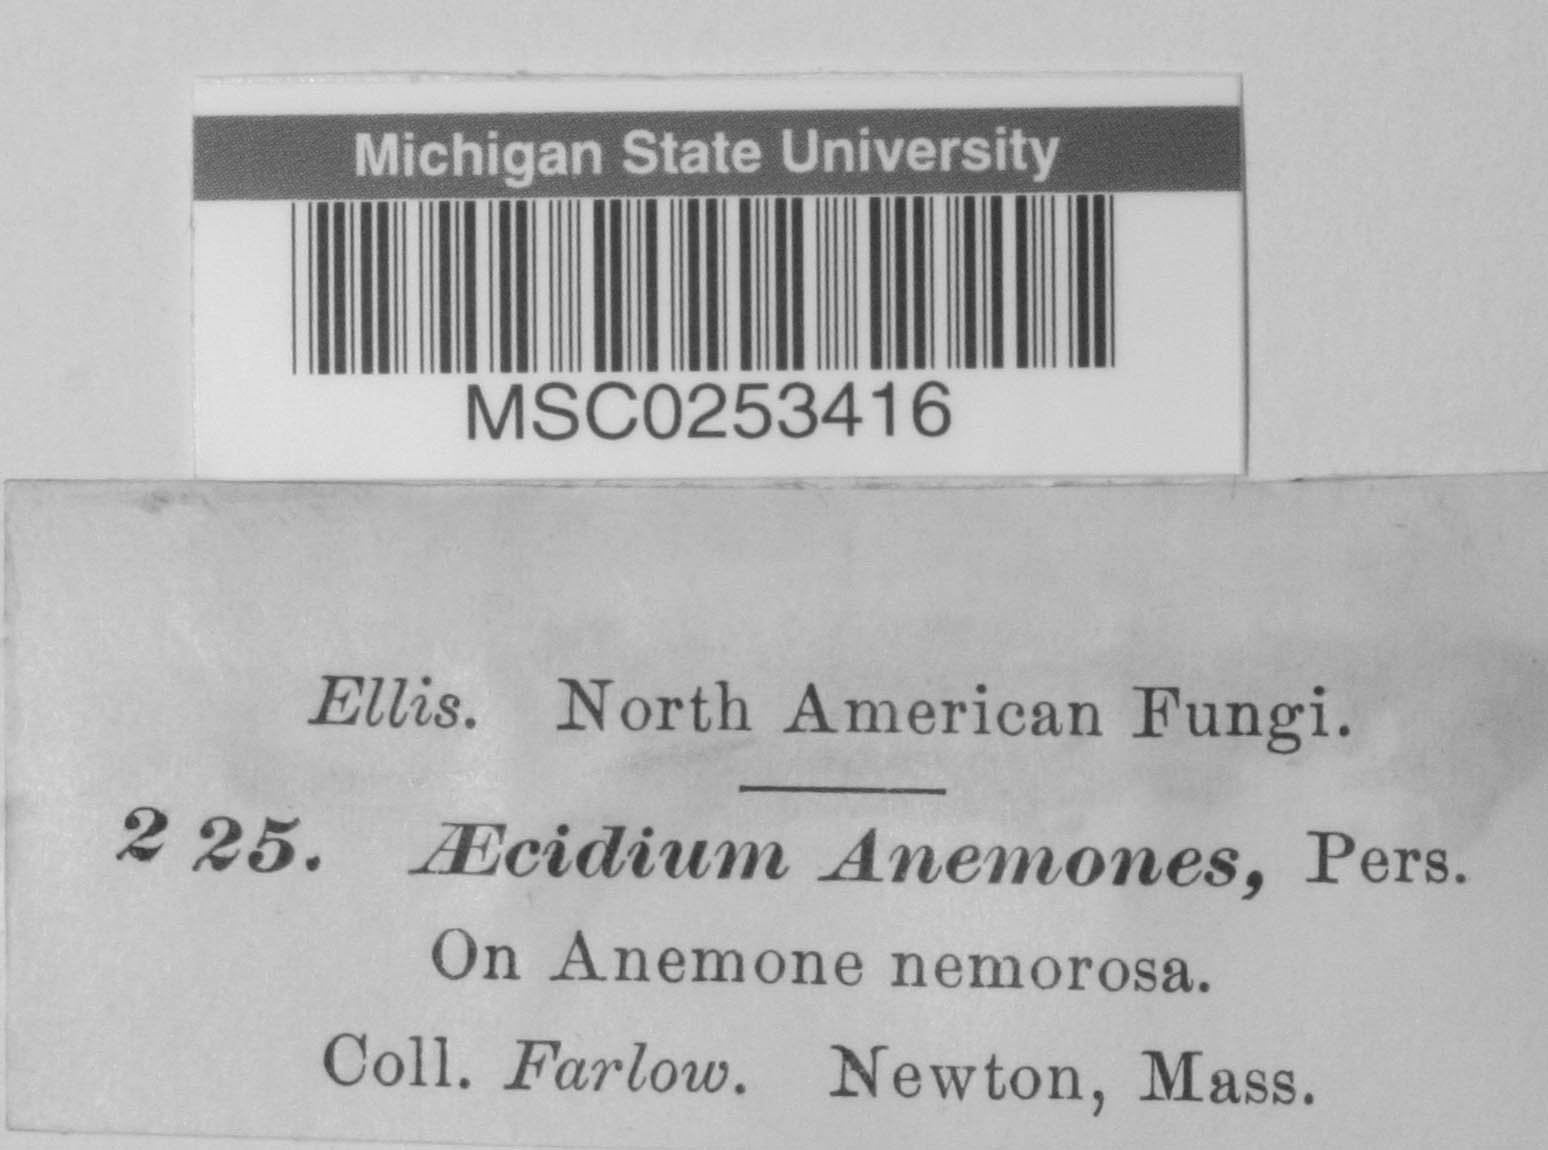 Michigan State University
MSC0253416
Ellis. North American Fungi.
225. Æcidium Anemones, Pers.
On Anemone nemorosa.
Coll. Farlow. Newton, Mass.